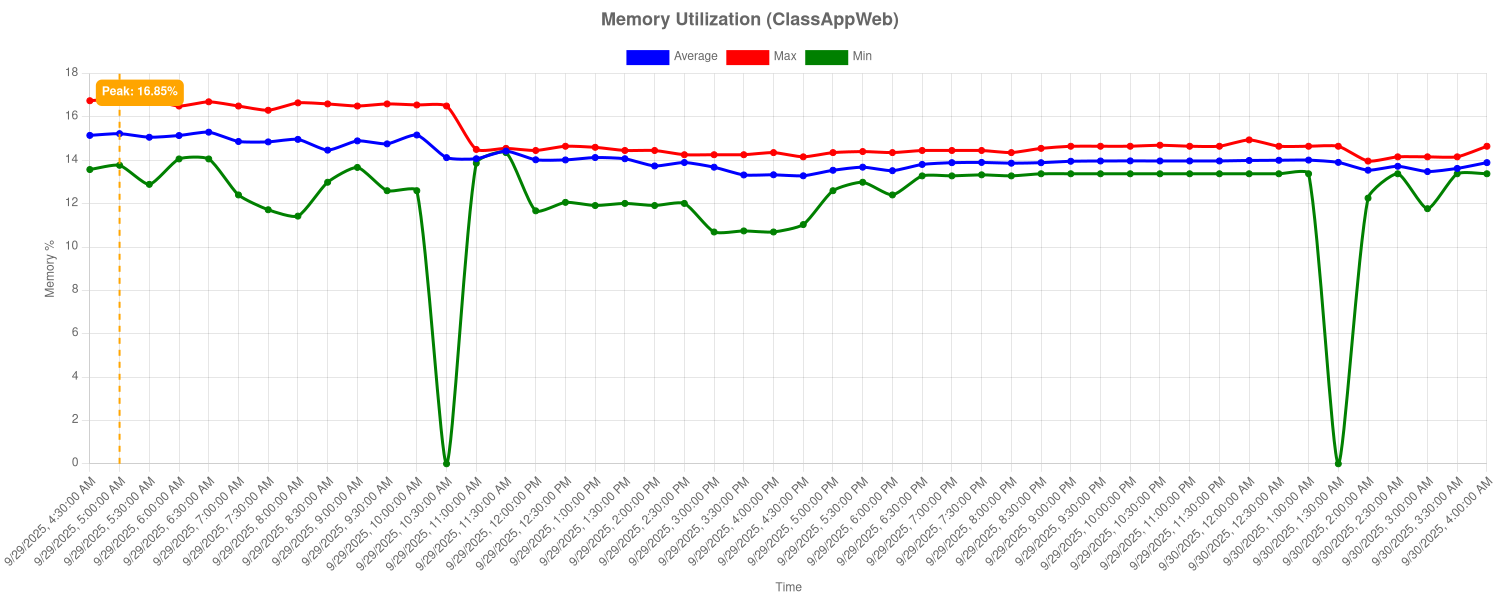 Memory Utilization (ClassAppWeb)
Average Max Min
Peak: 16.85%
Memory %
18
16
14
12
10
8
6
4
2
0
9/29/2025, 4:30:00 AM
9/29/2025, 5:00:00 AM
9/29/2025, 5:30:00 AM
9/29/2025, 6:00:00 AM
9/29/2025, 6:30:00 AM
9/29/2025, 7:00:00 AM
9/29/2025, 7:30:00 AM
9/29/2025, 8:00:00 AM
9/29/2025, 8:30:00 AM
9/29/2025, 9:00:00 AM
9/29/2025, 9:30:00 AM
9/29/2025, 10:00:00 AM
9/29/2025, 10:30:00 AM
9/29/2025, 11:00:00 AM
9/29/2025, 11:30:00 AM
9/29/2025, 12:00:00 PM
9/29/2025, 12:30:00 PM
9/29/2025, 1:00:00 PM
9/29/2025, 1:30:00 PM
9/29/2025, 2:00:00 PM
9/29/2025, 2:30:00 PM
9/29/2025, 3:00:00 PM
9/29/2025, 3:30:00 PM
9/29/2025, 4:00:00 PM
9/29/2025, 4:30:00 PM
9/29/2025, 5:00:00 PM
9/29/2025, 5:30:00 PM
9/29/2025, 6:00:00 PM
9/29/2025, 6:30:00 PM
9/29/2025, 7:00:00 PM
9/29/2025, 7:30:00 PM
9/29/2025, 8:00:00 PM
9/29/2025, 8:30:00 PM
9/29/2025, 9:00:00 PM
9/29/2025, 9:30:00 PM
9/29/2025, 10:00:00 PM
9/29/2025, 10:30:00 PM
9/29/2025, 11:00:00 PM
9/29/2025, 11:30:00 PM
9/30/2025, 12:00:00 AM
9/30/2025, 12:30:00 AM
9/30/2025, 1:00:00 AM
9/30/2025, 1:30:00 AM
9/30/2025, 2:00:00 AM
9/30/2025, 2:30:00 AM
9/30/2025, 3:00:00 AM
9/30/2025, 3:30:00 AM
9/30/2025, 4:00:00 AM
Time